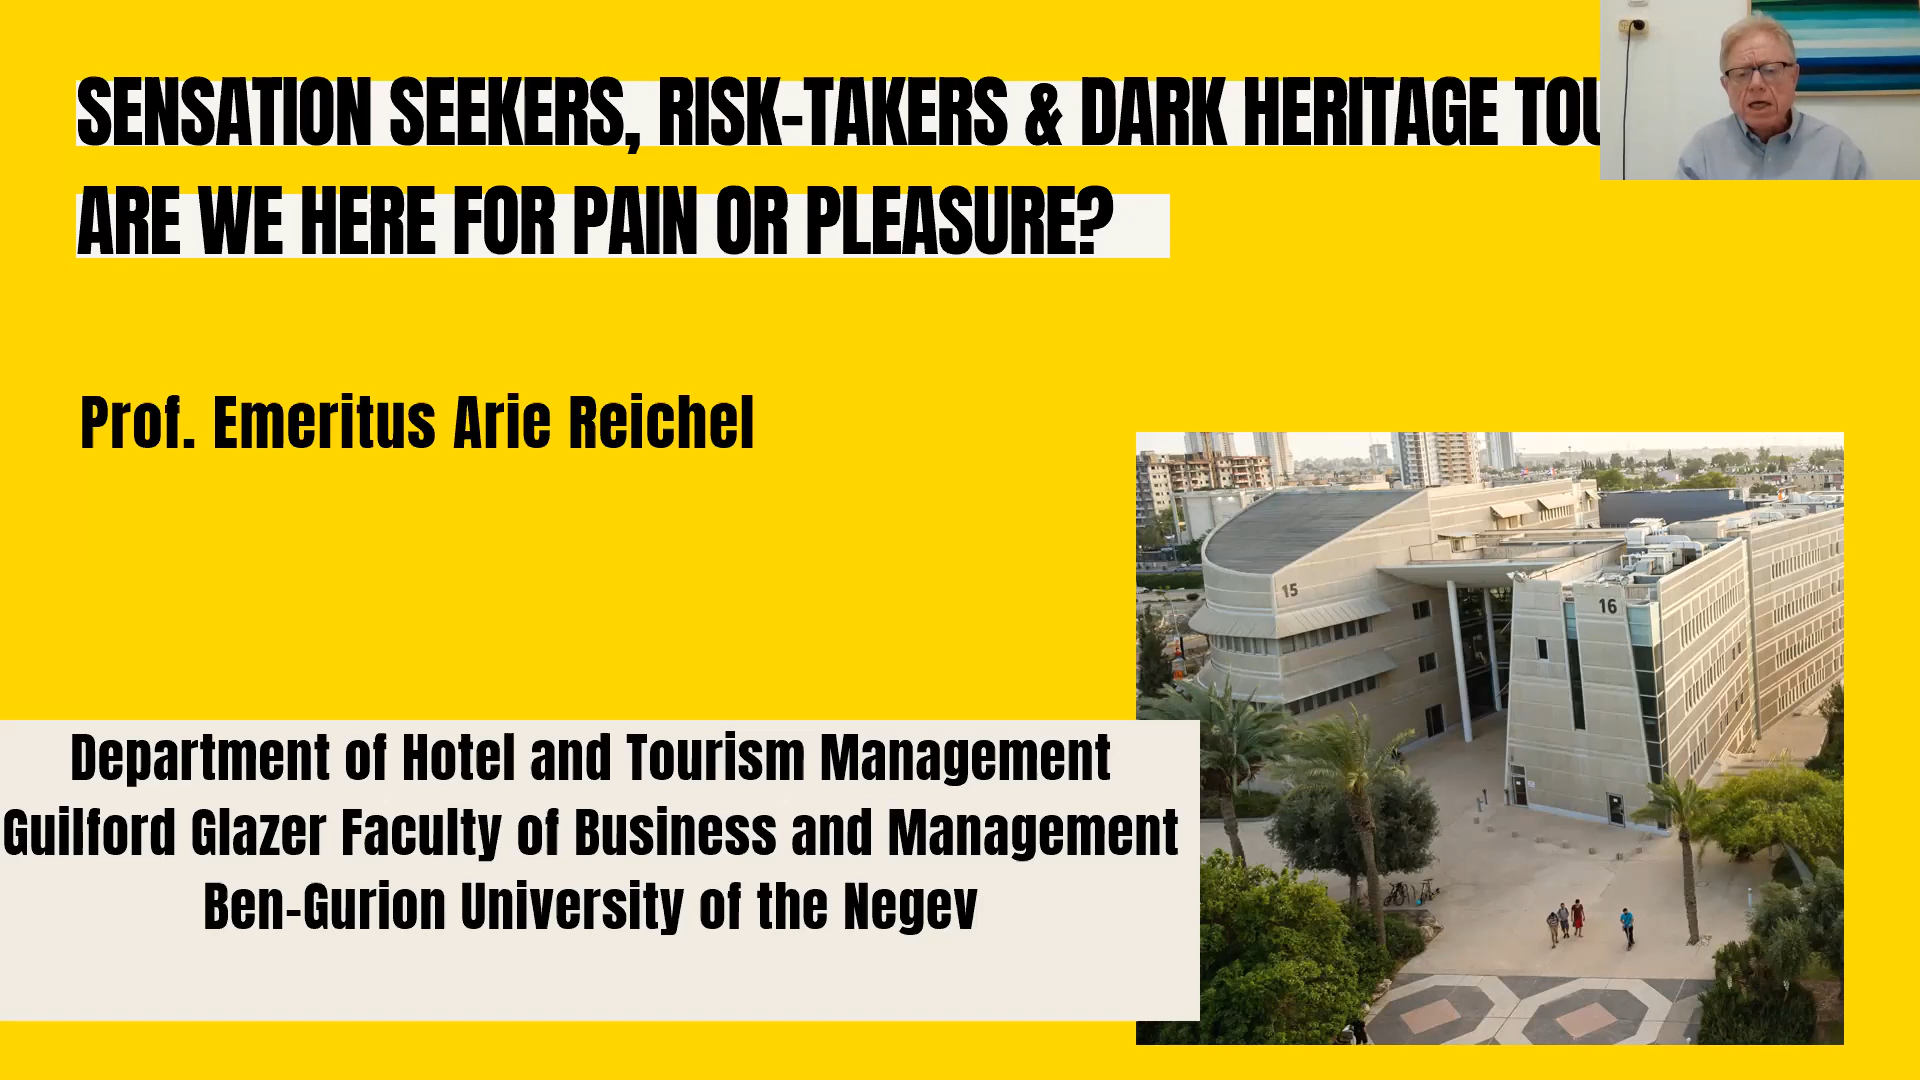 SENSATION SEEKERS, RISK-TAKERS & DARK HERITAGE
ARE WE HERE FOR PAIN OR PLEASURE?
Prof. Emeritus Arie Reichel
15
16
Department of Hotel and Tourism Management
Guilford Glazer Faculty of Business and Management
Ben-Gurion University of the Negev